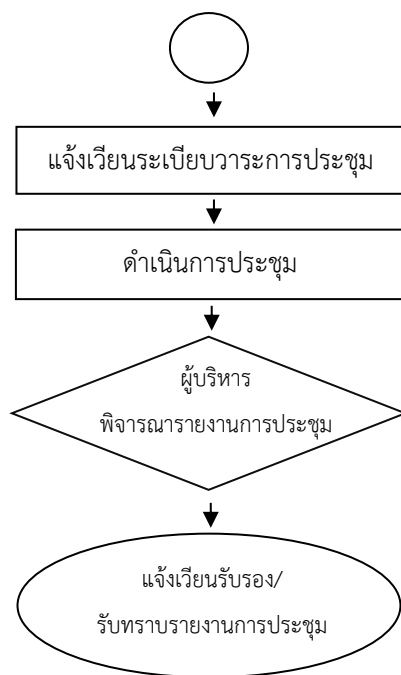 แจ้งเวียนระเบียบวาระการประชุม
ดำเนินการประชุม
ผู้บริหาร
พิจารณารายงานการประชุม
แจ้งเวียนรับรอง/
รับทราบรายงานการประชุม